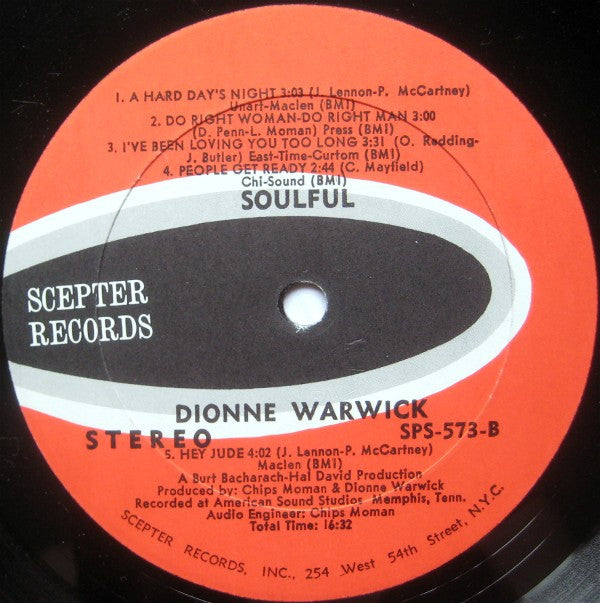 1. A HARD DAY'S NIGHT 3:03 (J. Lennon-P. McCartney)
Unart-Maclen (BMI)
2. DO RIGHT WOMAN-DO RIGHT MAN 3:00
(D. Penn-L. Moman) Press (BMI)
3. I'VE BEEN LOVING YOU TOO LONG 3:31 (O. Redding-
J. Butler) East-Time-Curtom (BMI)
4. PEOPLE GET READY 2:44 (C. Mayfield)
Chi-Sound (BMI)
SOULFUL
SCEPTER
RECORDS
DIONNE WARWICK
STEREO SPS-573-B
5. HEY JUDE 4:02 (J. Lennon-P. McCartney)
Maclen (BMI)
A Burt Bacharach-Hal David Production
Produced by: Chips Moman & Dionne Warwick
Recorded at American Sound Studios, Memphis, Tenn.
Audio Engineer: Chips Moman
Total Time: 16:32
SCEPTER RECORDS, INC., 254 West 54th Street, N.Y.C.